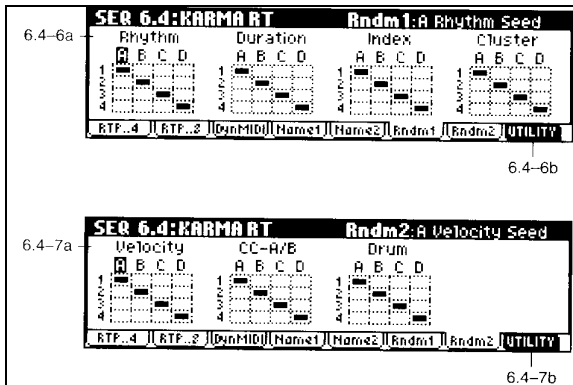 SEQ 6.4:KARMA RT Rndm1:A Rhythm Seed
6.4–6a
Rhythm Duration Index Cluster
A B C D A B C D A B C D A B C D
1 1 1 1
2 2 2 2
3 3 3 3
4 4 4 4
RTP..4 RTP..8 DynMIDI Name1 Name2 Rndm1 Rndm2 UTILITY
6.4–6b
SEQ 6.4:KARMA RT Rndm2:A Velocity Seed
6.4–7a
Velocity CC-A/B Drum
A B C D A B C D A B C D
1 1 1
2 2 2
3 3 3
4 4 4
RTP..4 RTP..8 DynMIDI Name1 Name2 Rndm1 Rndm2 UTILITY
6.4–7b